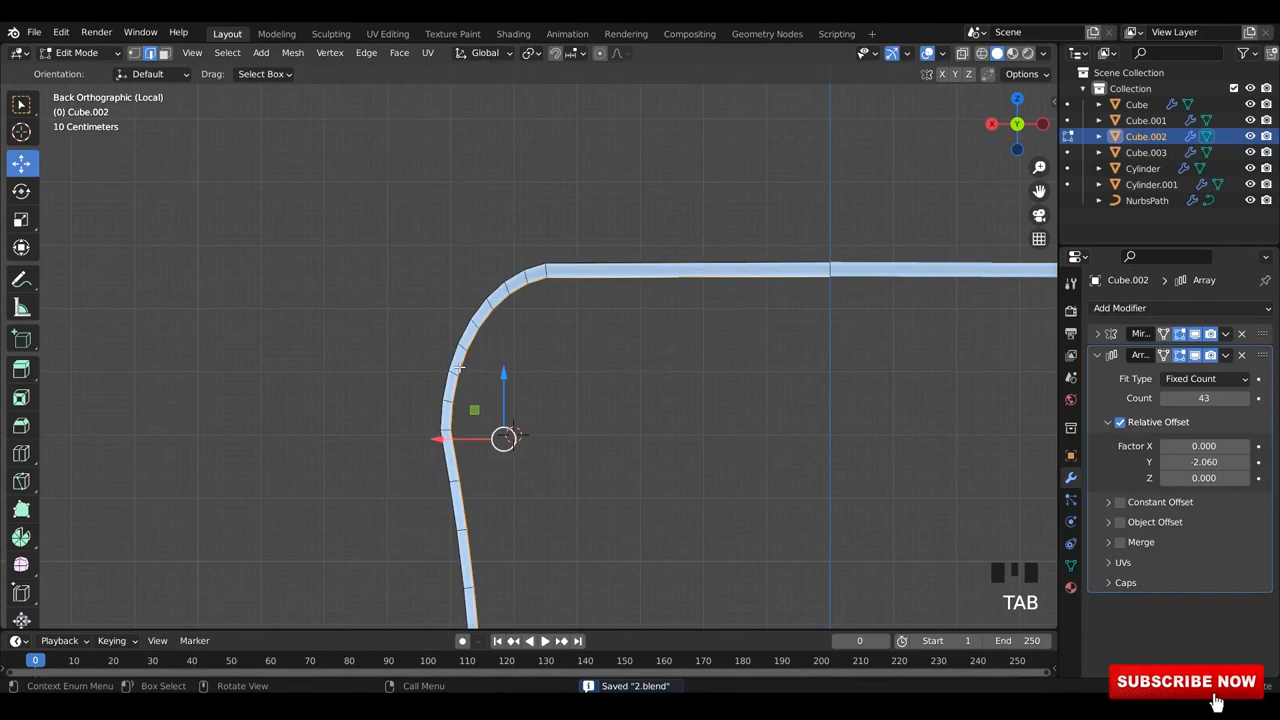 File Edit Render Window Help Layout Modeling Sculpting UV Editing Texture Paint Shading Animation Rendering Compositing Geometry Nodes Scripting + Scene View Layer
Edit Mode View Select Add Mesh Vertex Edge Face UV Global
Orientation: Default Drag: Select Box X Y Z Options
Back Orthographic (Local)
(0) Cube.002
10 Centimeters
Z
X Y
TAB
Scene Collection
Collection
Cube
Cube.001
Cube.002
Cube.003
Cylinder
Cylinder.001
NurbsPath
Cube.002 > Array
Add Modifier
Mir...
Arr...
Fit Type Fixed Count
Count 43
Relative Offset
Factor X 0.000
Y -2.060
Z 0.000
Constant Offset
Object Offset
Merge
UVs
Caps
Playback Keying View Marker 0 Start 1 End 250
0 10 20 30 40 50 60 70 80 90 100 110 120 130 140 150 160 170 180 190 200 210 220 230 240 250
Context Enum Menu Box Select Rotate View Call Menu Saved "2.blend"
SUBSCRIBE NOW